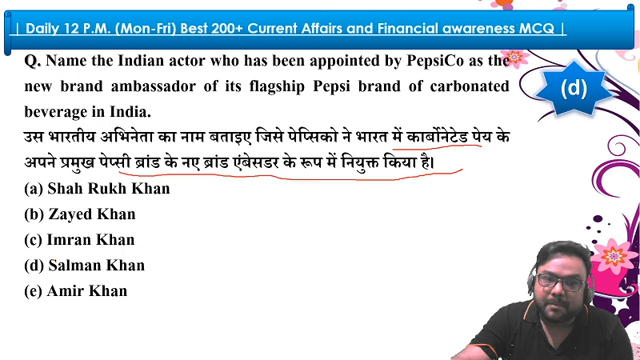 | Daily 12 P.M. (Mon-Fri) Best 200+ Current Affairs and Financial awareness MCQ |
Q. Name the Indian actor who has been appointed by PepsiCo as the
new brand ambassador of its flagship Pepsi brand of carbonated
beverage in India.
(d)
उस भारतीय अभिनेता का नाम बताइए जिसे पेप्सिको ने भारत में कार्बोनेटेड पेय के
अपने प्रमुख पेप्सी ब्रांड के नए ब्रांड एंबेसडर के रूप में नियुक्त किया है।
(a) Shah Rukh Khan
(b) Zayed Khan
(c) Imran Khan
(d) Salman Khan
(e) Amir Khan